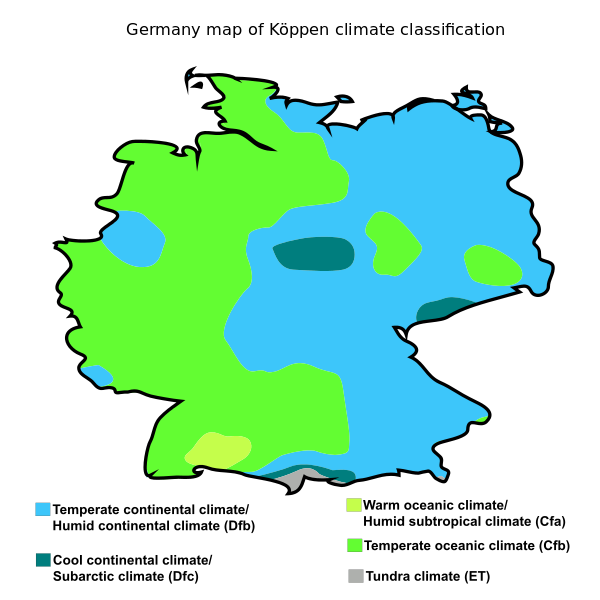 Germany map of Köppen climate classification
Temperate continental climate/
Humid continental climate (Dfb)
Cool continental climate/
Subarctic climate (Dfc)
Warm oceanic climate/
Humid subtropical climate (Cfa)
Temperate oceanic climate (Cfb)
Tundra climate (ET)